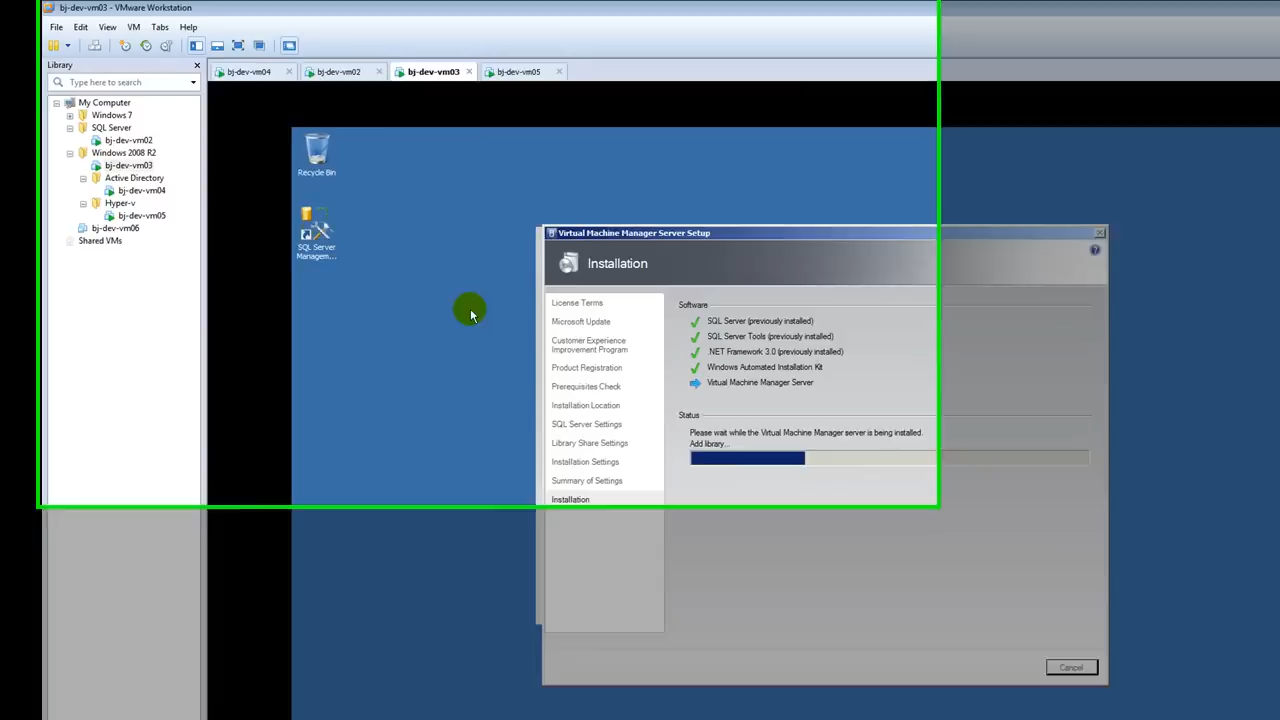 bj-dev-vm03 - VMware Workstation
File Edit View VM Tabs Help
Library
Type here to search
bj-dev-vm04
bj-dev-vm02
bj-dev-vm03
bj-dev-vm05
My Computer
Windows 7
SQL Server
bj-dev-vm02
Windows 2008 R2
bj-dev-vm03
Active Directory
bj-dev-vm04
Hyper-v
bj-dev-vm05
bj-dev-vm06
Shared VMs
Recycle Bin
SQL Server
Managem...
Virtual Machine Manager Server Setup
Installation
License Terms
Microsoft Update
Customer Experience
Improvement Program
Product Registration
Prerequisites Check
Installation Location
SQL Server Settings
Library Share Settings
Installation Settings
Summary of Settings
Installation
Software
SQL Server (previously installed)
SQL Server Tools (previously installed)
.NET Framework 3.0 (previously installed)
Windows Automated Installation Kit
Virtual Machine Manager Server
Status
Please wait while the Virtual Machine Manager server is being installed.
Add library...
Cancel